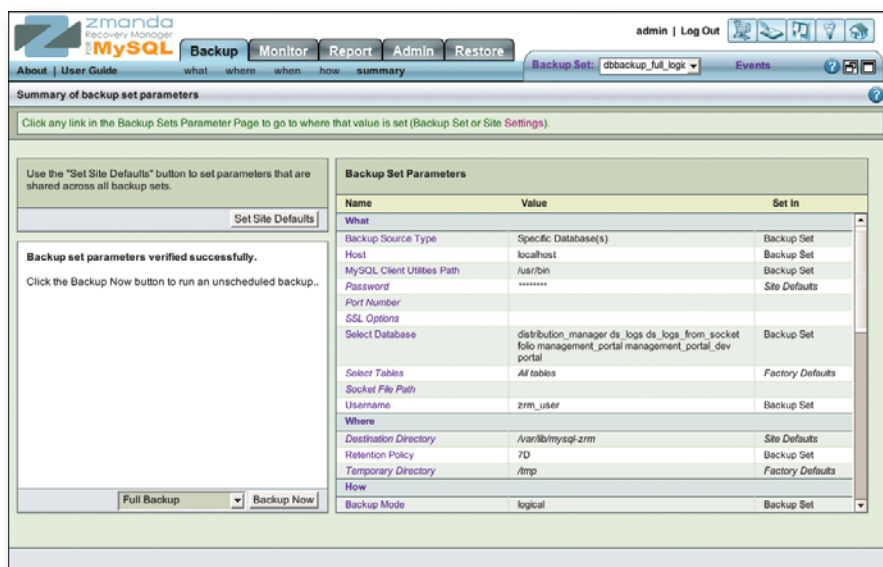 zmanda
Recovery Manager
FOR MySQL
admin | Log Out
Backup Monitor Report Admin Restore
About | User Guide
what where when how summary
Backup Set: dbbackup_full_logic
Events
Summary of backup set parameters
Click any link in the Backup Sets Parameter Page to go to where that value is set (Backup Set or Site Settings).
Use the "Set Site Defaults" button to set parameters that are
shared across all backup sets.
Set Site Defaults
Backup set parameters verified successfully.
Click the Backup Now button to run an unscheduled backup..
Full Backup
Backup Now
Backup Set Parameters
Name Value Set In
What
Backup Source Type Specific Database(s) Backup Set
Host localhost Backup Set
MySQL Client Utilities Path /usr/bin Backup Set
Password ******** Site Defaults
Port Number
SSL Options
Select Database distribution_manager ds_logs ds_logs_from_socket Backup Set
folio management_portal management_portal_dev
portal
Select Tables All tables Factory Defaults
Socket File Path
Username zrm_user Backup Set
Where
Destination Directory /var/lib/mysql-zrm Site Defaults
Retention Policy 7D Backup Set
Temporary Directory /tmp Factory Defaults
How
Backup Mode logical Backup Set